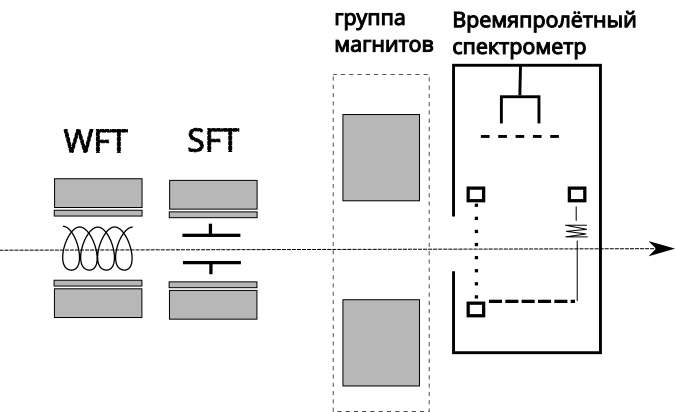 группа
магнитов
Времяпролётный
спектрометр
WFT
SFT